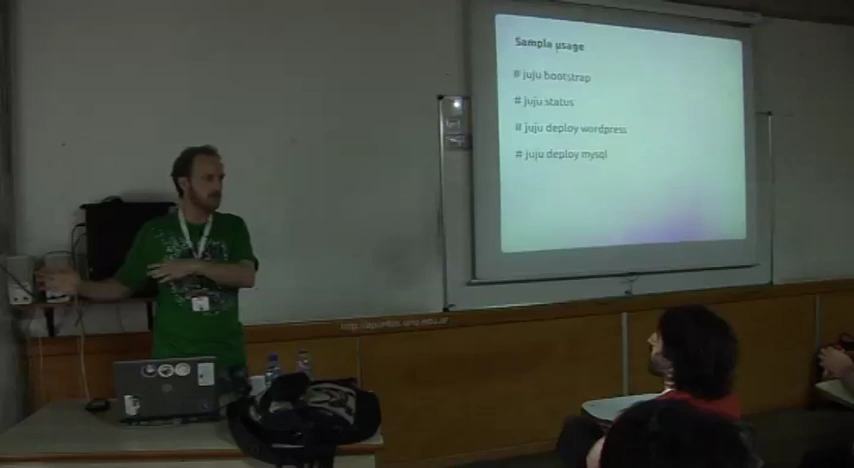 Sample usage
# juju bootstrap
# juju status
# juju deploy wordpress
# juju deploy mysql